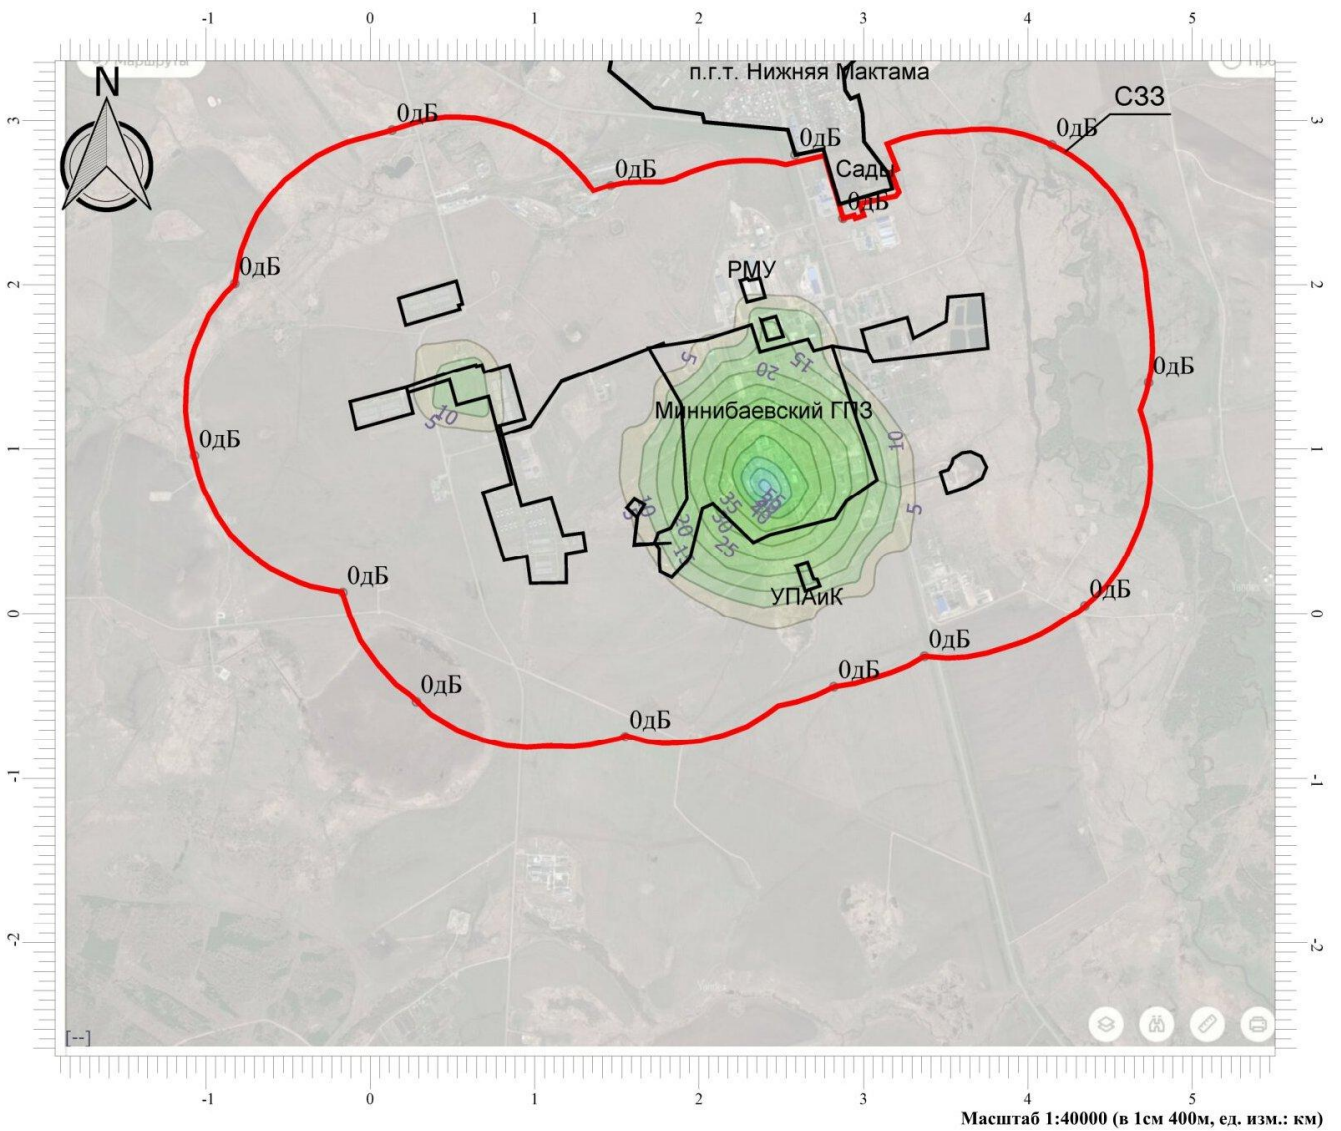 -1 0 1 2 3 4 5
Маршруты
N
п.г.т. Нижняя Мактама
СЗЗ
3 0дБ 0дБ 0дБ 3
0дБ
Сады
0дБ
0дБ
РМУ
2 2
5 15
20
0дБ
10
5
Миннибаевский ГПЗ
0дБ
10
1 1
5 10 20 35 30 25 40 5
15
0дБ
УПАиК
0дБ
0 0
0дБ
0дБ
0дБ
0дБ
-1 -1
-2 -2
[--]
-1 0 1 2 3 4 5
Масштаб 1:40000 (в 1см 400м, ед. изм.: км)